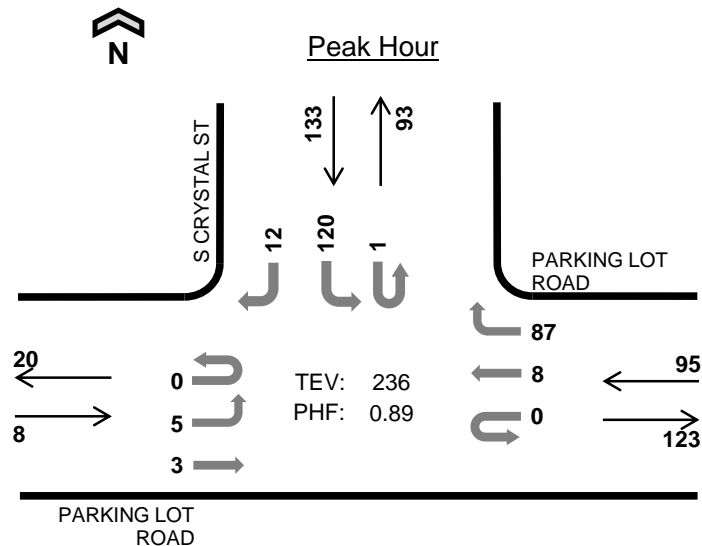 N
Peak Hour
S CRYSTAL ST
133
93
12
120
1
PARKING LOT
ROAD
87
20
0
TEV: 236
8
95
8
5
PHF: 0.89
0
123
3
PARKING LOT
ROAD